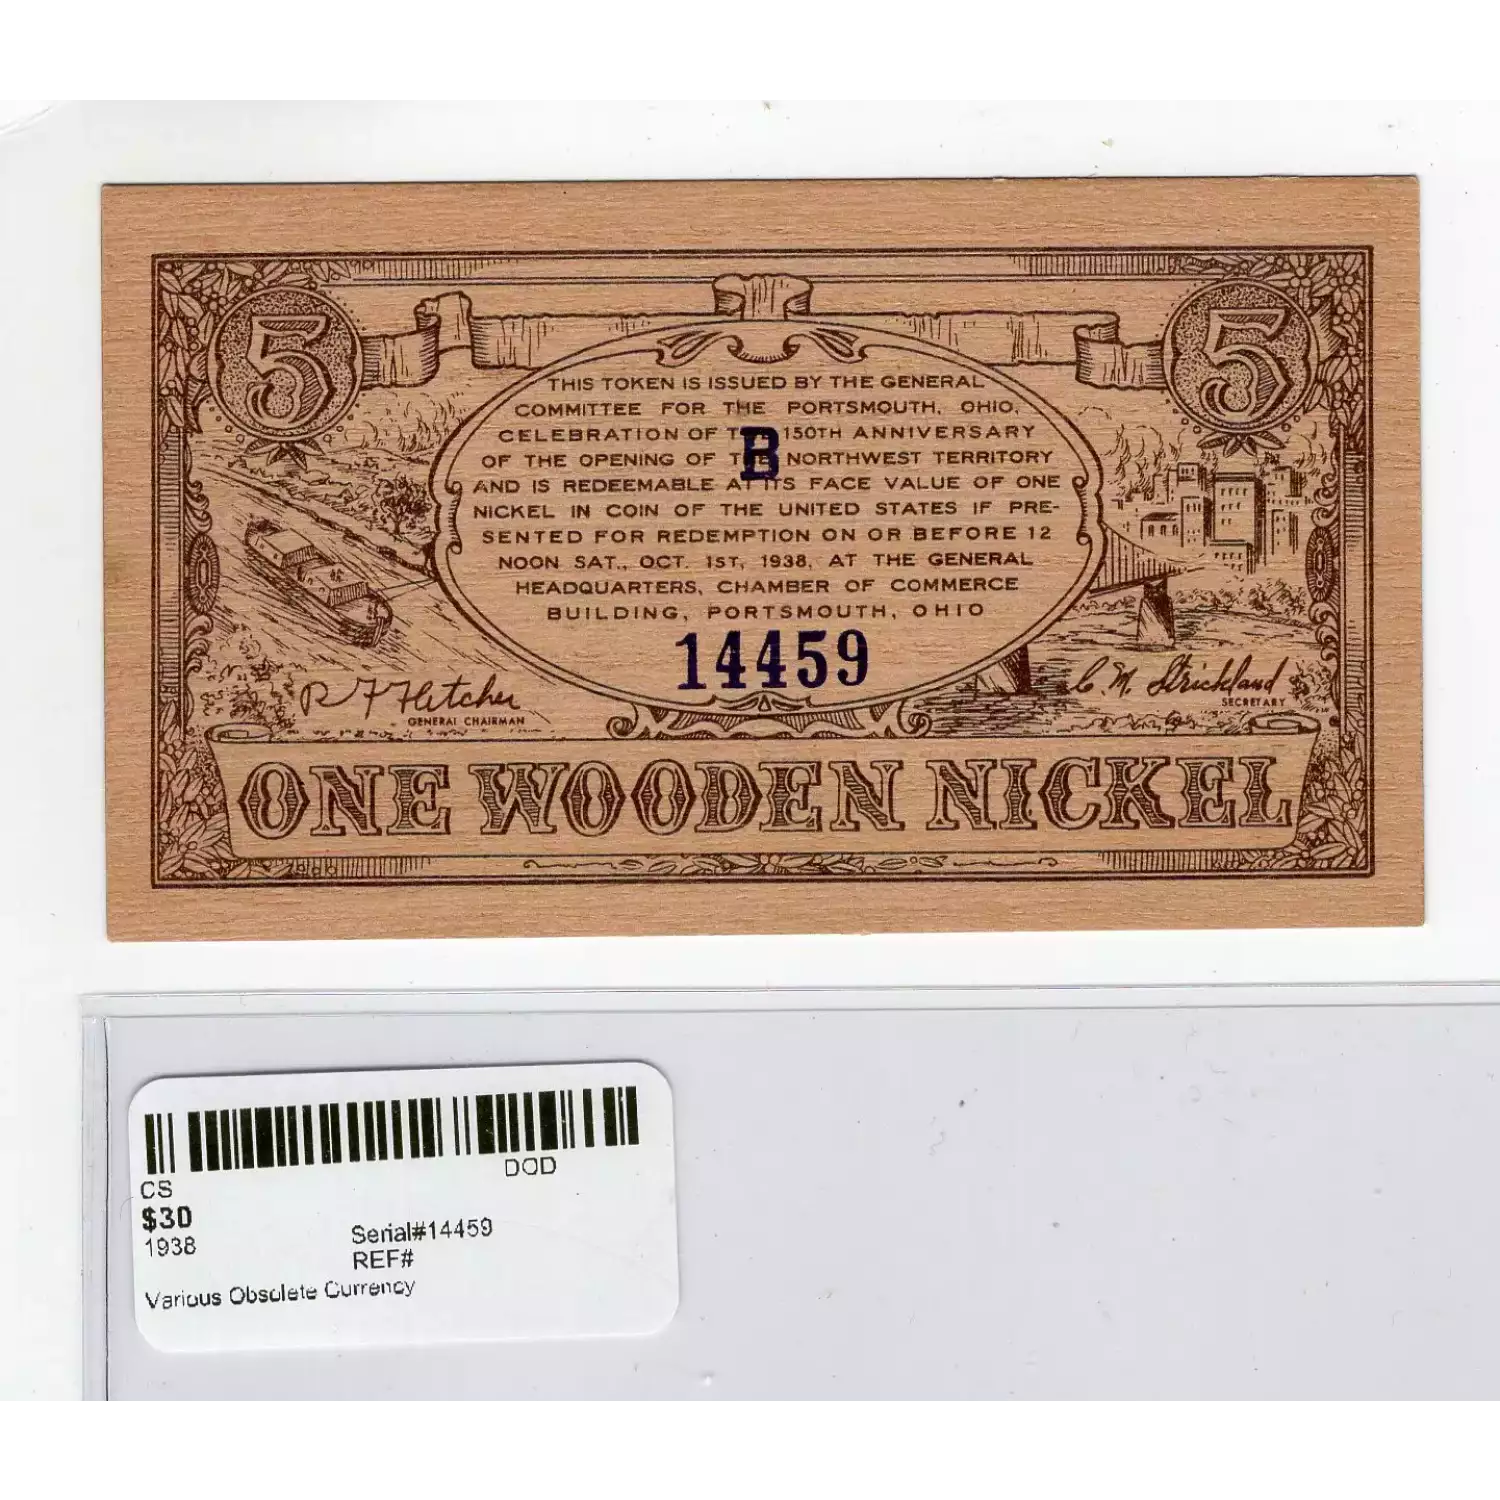 5 5
THIS TOKEN IS ISSUED BY THE GENERAL
COMMITTEE FOR THE PORTSMOUTH, OHIO,
CELEBRATION OF THE 150TH ANNIVERSARY
OF THE OPENING OF THE NORTHWEST TERRITORY
AND IS REDEEMABLE AT ITS FACE VALUE OF ONE
NICKEL IN COIN OF THE UNITED STATES IF PRE-
SENTED FOR REDEMPTION ON OR BEFORE 12
NOON SAT., OCT. 1ST, 1938, AT THE GENERAL
HEADQUARTERS, CHAMBER OF COMMERCE
BUILDING, PORTSMOUTH, OHIO
B
14459
R F Fletcher
GENERAL CHAIRMAN
C. M. Strickland
SECRETARY
ONE WOODEN NICKEL
DOD
CS
$30
1938
Serial#14459
REF#
Various Obsolete Currency